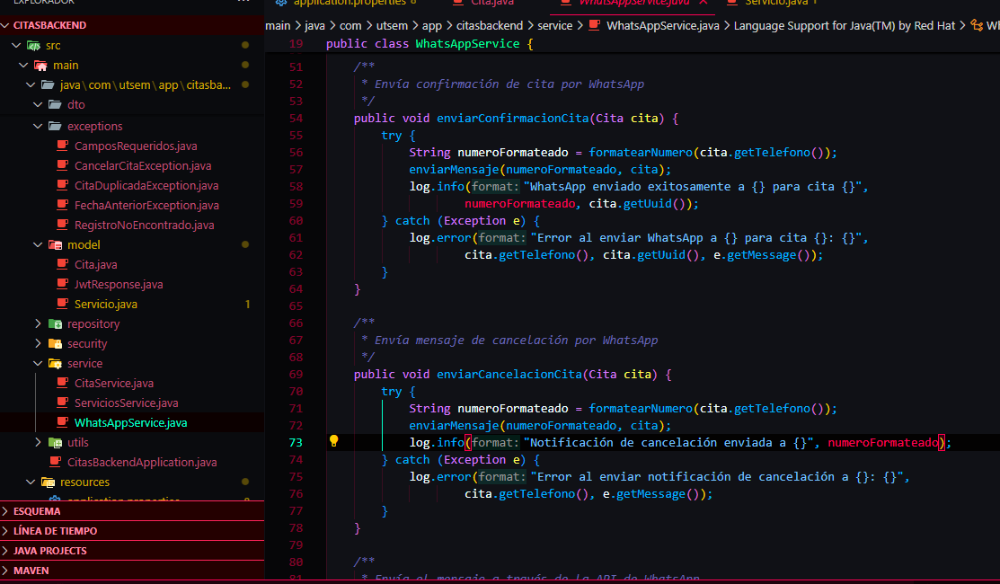 EXPLORADOR
CITASBACKEND
src
main
java\com\utsem\app\citasba...
dto
exceptions
CamposRequeridos.java
CancelarCitaException.java
CitaDuplicadaException.java
FechaAnteriorException.java
RegistroNoEncontrado.java
model
Cita.java
JwtResponse.java
Servicio.java 1
repository
security
service
CitaService.java
ServiciosService.java
WhatsAppService.java
utils
CitasBackendApplication.java
resources
application.properties
ESQUEMA
LÍNEA DE TIEMPO
JAVA PROJECTS
MAVEN
application.properties Cita.java WhatsAppService.java Servicio.java 1
main > java > com > utsem > app > citasbackend > service > WhatsAppService.java > Language Support for Java(TM) by Red Hat > Wh
19 public class WhatsAppService {
51 /**
52 * Envía confirmación de cita por WhatsApp
53 */
54 public void enviarConfirmacionCita(Cita cita) {
55 try {
56 String numeroFormateado = formatearNumero(cita.getTelefono());
57 enviarMensaje(numeroFormateado, cita);
58 log.info(format: "WhatsApp enviado exitosamente a {} para cita {}",
59 numeroFormateado, cita.getUuid());
60 } catch (Exception e) {
61 log.error(format: "Error al enviar WhatsApp a {} para cita {}: {}",
62 cita.getTelefono(), cita.getUuid(), e.getMessage());
63 }
64 }
65
66 /**
67 * Envía mensaje de cancelación por WhatsApp
68 */
69 public void enviarCancelacionCita(Cita cita) {
70 try {
71 String numeroFormateado = formatearNumero(cita.getTelefono());
72 enviarMensaje(numeroFormateado, cita);
73 log.info(format: "Notificación de cancelación enviada a {}", numeroFormateado);
74 } catch (Exception e) {
75 log.error(format: "Error al enviar notificación de cancelación a {}: {}",
76 cita.getTelefono(), e.getMessage());
77 }
78 }
79
80 /**
81 * Envía el mensaje a través de la API de WhatsApp